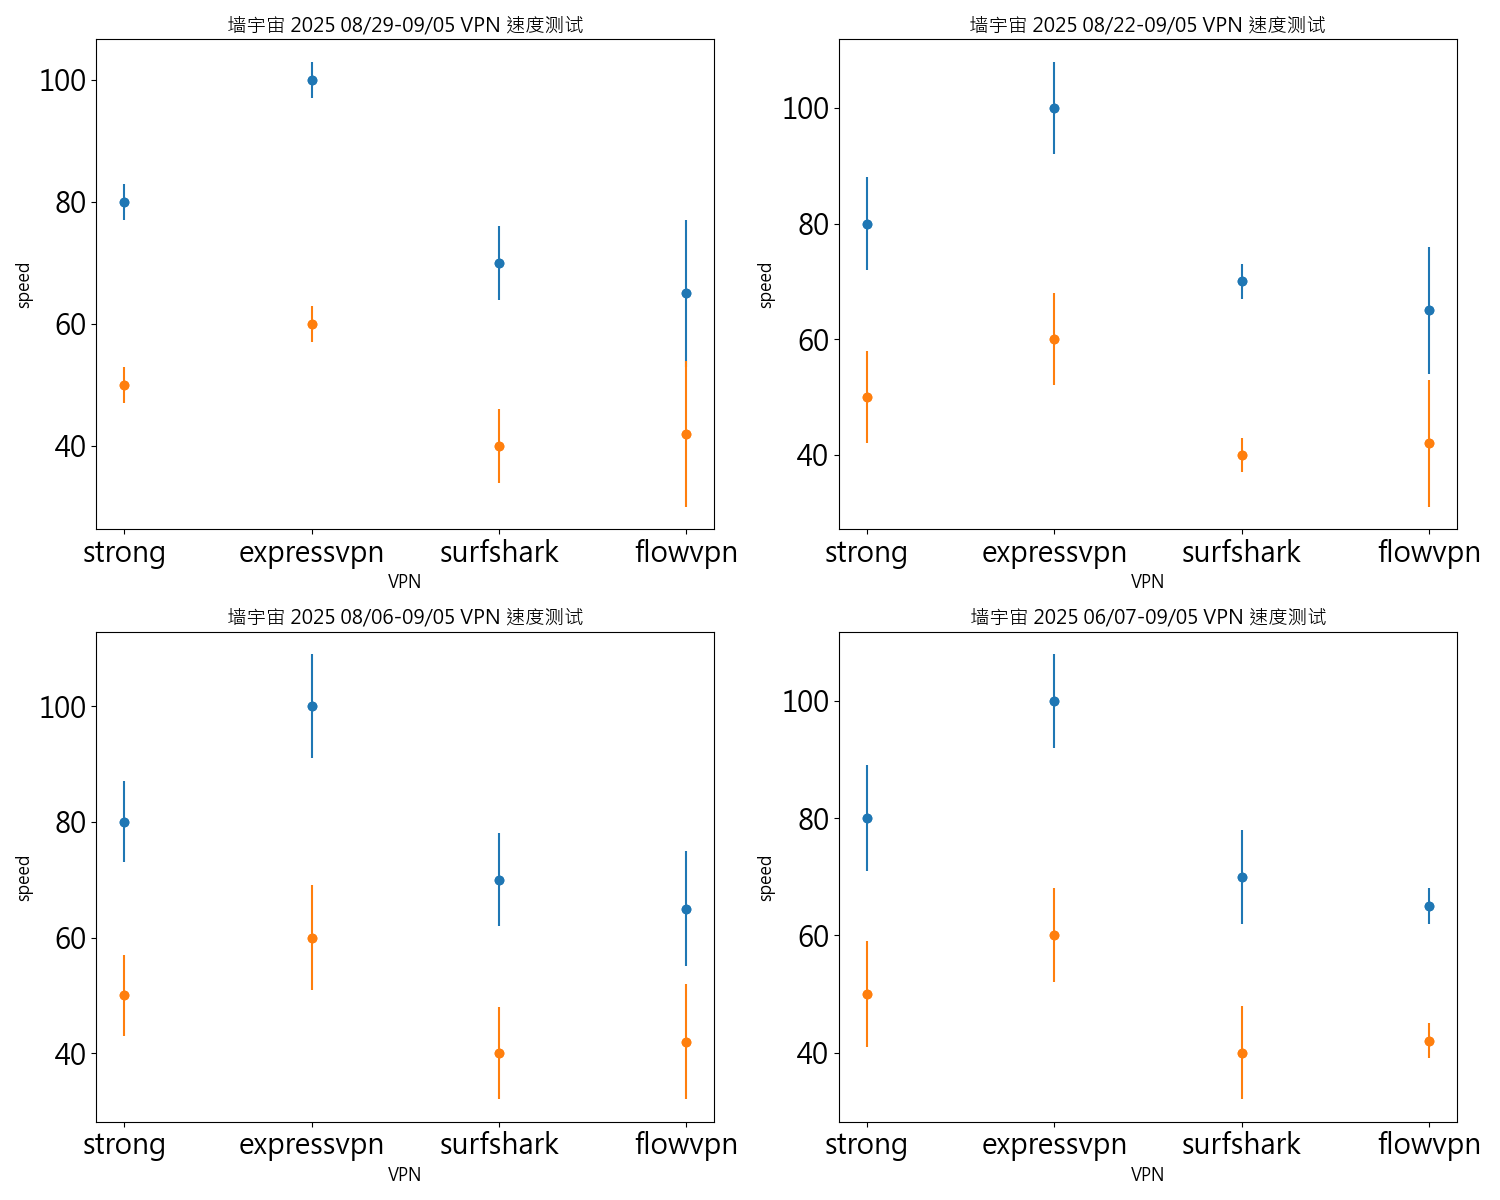 墙宇宙 2025 08/29-09/05 VPN 速度测试
100
80
60
40
speed
strong expressvpn surfshark flowvpn
VPN
墙宇宙 2025 08/22-09/05 VPN 速度测试
100
80
60
40
speed
strong expressvpn surfshark flowvpn
VPN
墙宇宙 2025 08/06-09/05 VPN 速度测试
100
80
60
40
speed
strong expressvpn surfshark flowvpn
VPN
墙宇宙 2025 06/07-09/05 VPN 速度测试
100
80
60
40
speed
strong expressvpn surfshark flowvpn
VPN